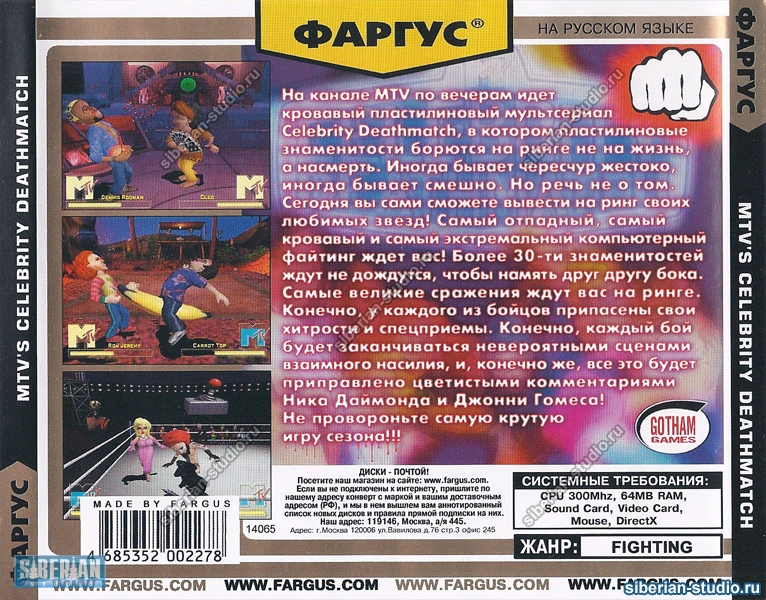 ФАРГУС®
НА РУССКОМ ЯЗЫКЕ
MTV'S CELEBRITY DEATHMATCH
ФАРГУС
ФАРГУС
MTV'S CELEBRITY DEATHMATCH
На канале MTV по вечерам идет
кровавый пластилиновый мультсериал
Celebrity Deathmatch, в котором пластилиновые
знаменитости борются на ринге не на жизнь,
а насмерть. Иногда бывает чересчур жестоко,
иногда бывает смешно. Но речь не о том.
Сегодня вы сами сможете вывести на ринг своих
любимых звезд! Самый отпадный, самый
кровавый и самый экстремальный компьютерный
файтинг ждет вас! Более 30-ти знаменитостей
ждут не дождутся, чтобы намять друг другу бока.
Самые великие сражения ждут вас на ринге.
Конечно, у каждого из бойцов припасены свои
хитрости и спецприемы. Конечно, каждый бой
будет заканчиваться невероятными сценами
взаимного насилия, и, конечно же, все это будет
приправлено цветистыми комментариями
Ника Даймонда и Джонни Гомеса!
Не провороньте самую крутую
игру сезона!!!
MTV
DENNIS RODMAN
CLEO
MTV
MTV
RON JEREMY
CARROT TOP
MTV
GOTHAM
GAMES
ДИСКИ - ПОЧТОЙ!
Посетите наш магазин на сайте: www.fargus.com.
Если вы не подключены к интернету, пришлите по
нашему адресу конверт с маркой и вашим доставочным
адресом (РФ), и мы в нем вышлем вам аннотированный
список новых дисков и правила прямой подписки на них.
Наш адрес: 119146, Москва, а/я 445.
Адрес: г.Москва 120006 ул.Вавилова д.76 стр.3 офис 245
14065
СИСТЕМНЫЕ ТРЕБОВАНИЯ:
CPU 300Mhz, 64MB RAM,
Sound Card, Video Card,
Mouse, DirectX
ЖАНР: FIGHTING
MADE BY FARGUS
4 685352 002278
SIBERIAN
WWW.FARGUS.COM
WWW.FARGUS.COM
WWW.FARGUS.COM
siberian-studio.ru